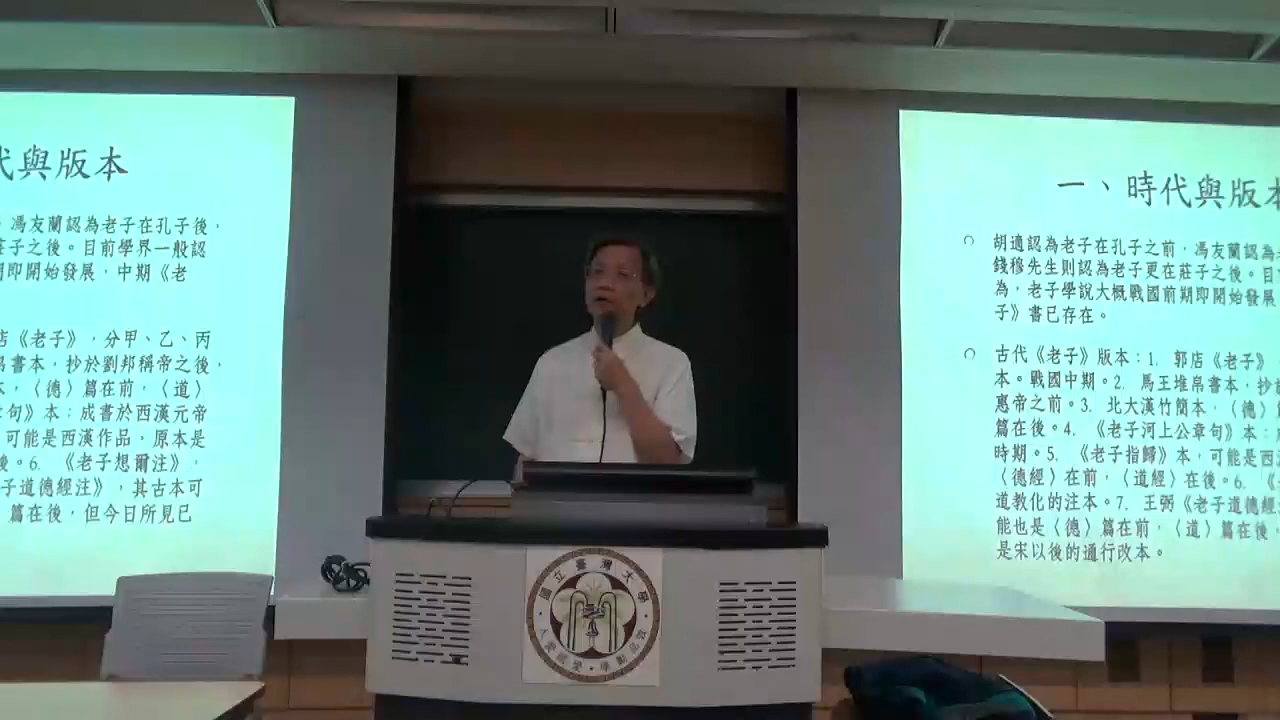 代與版本
，馮友蘭認為老子在孔子後，
莊子之後。目前學界一般認
期即開始發展，中期《老
店《老子》，分甲、乙、丙
帛書本，抄於劉邦稱帝之後，
本，〈德〉篇在前，〈道〉
章句》本：成書於西漢元帝
，可能是西漢作品，原本是
後。6. 《老子想爾注》，
子道德經注》，其古本可
篇在後，但今日所見已
一、時代與版本
胡適認為老子在孔子之前，馮友蘭認為
錢穆先生則認為老子更在莊子之後。目
為，老子學說大概戰國前期即開始發展
子》書已存在。
古代《老子》版本：1. 郭店《老子》
本。戰國中期。2. 馬王堆帛書本，抄
惠帝之前。3. 北大漢竹簡本，〈德〉
篇在後。4. 《老子河上公章句》本：
時期。5. 《老子指歸》本，可能是西
〈德經〉在前，〈道經〉在後。6. 《
道教化的注本。7. 王弼《老子道德經
能也是〈德〉篇在前，〈道〉篇在後
是宋以後的通行改本。
國立臺灣大學